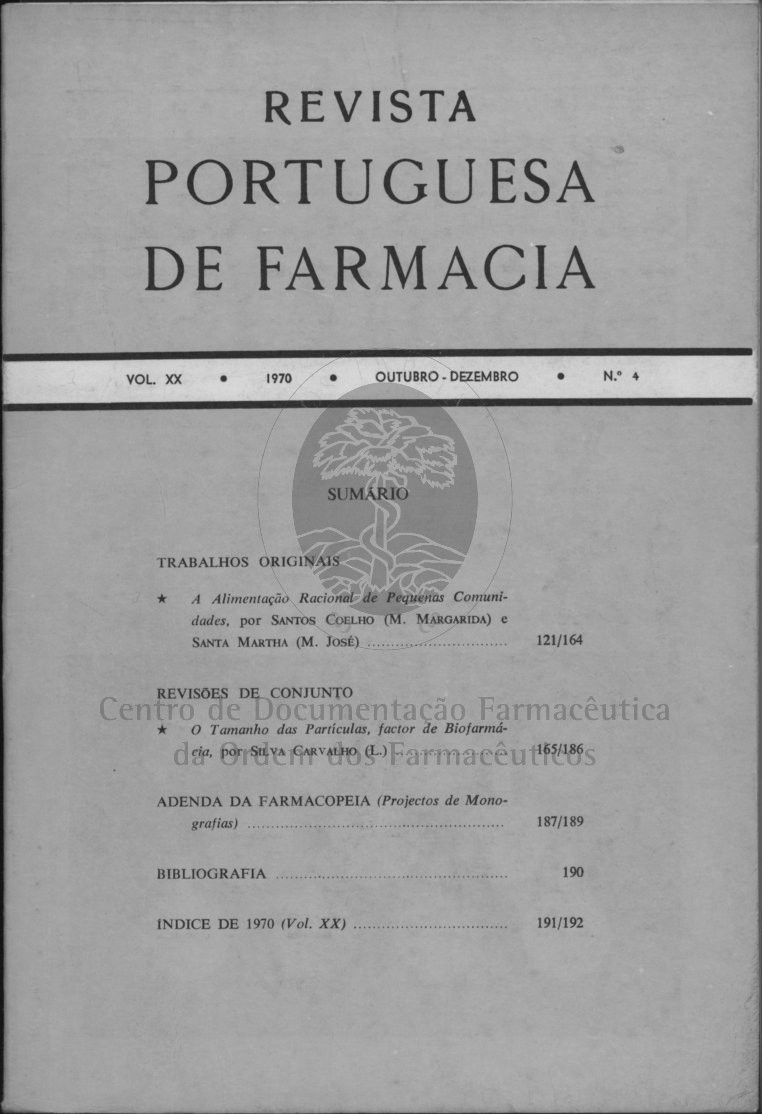 REVISTA
PORTUGUESA
DE FARMACIA
VOL. XX • 1970 • OUTUBRO - DEZEMBRO • N.º 4
SUMÁRIO
TRABALHOS ORIGINAIS
★ A Alimentação Racional de Pequenas Comuni-
dades, por SANTOS COELHO (M. MARGARIDA) e
SANTA MARTHA (M. JOSÉ) .............................. 121/164
REVISÕES DE CONJUNTO
Centro de Documentação Farmacêutica
★ O Tamanho das Partículas, factor de Biofarmá-
cia, por SILVA CARVALHO (L.) ........................ 165/186
da Ordem dos Farmacêuticos
ADENDA DA FARMACOPEIA (Projectos de Mono-
grafias) ...................................................... 187/189
BIBLIOGRAFIA ................................................. 190
ÍNDICE DE 1970 (Vol. XX) ................................. 191/192